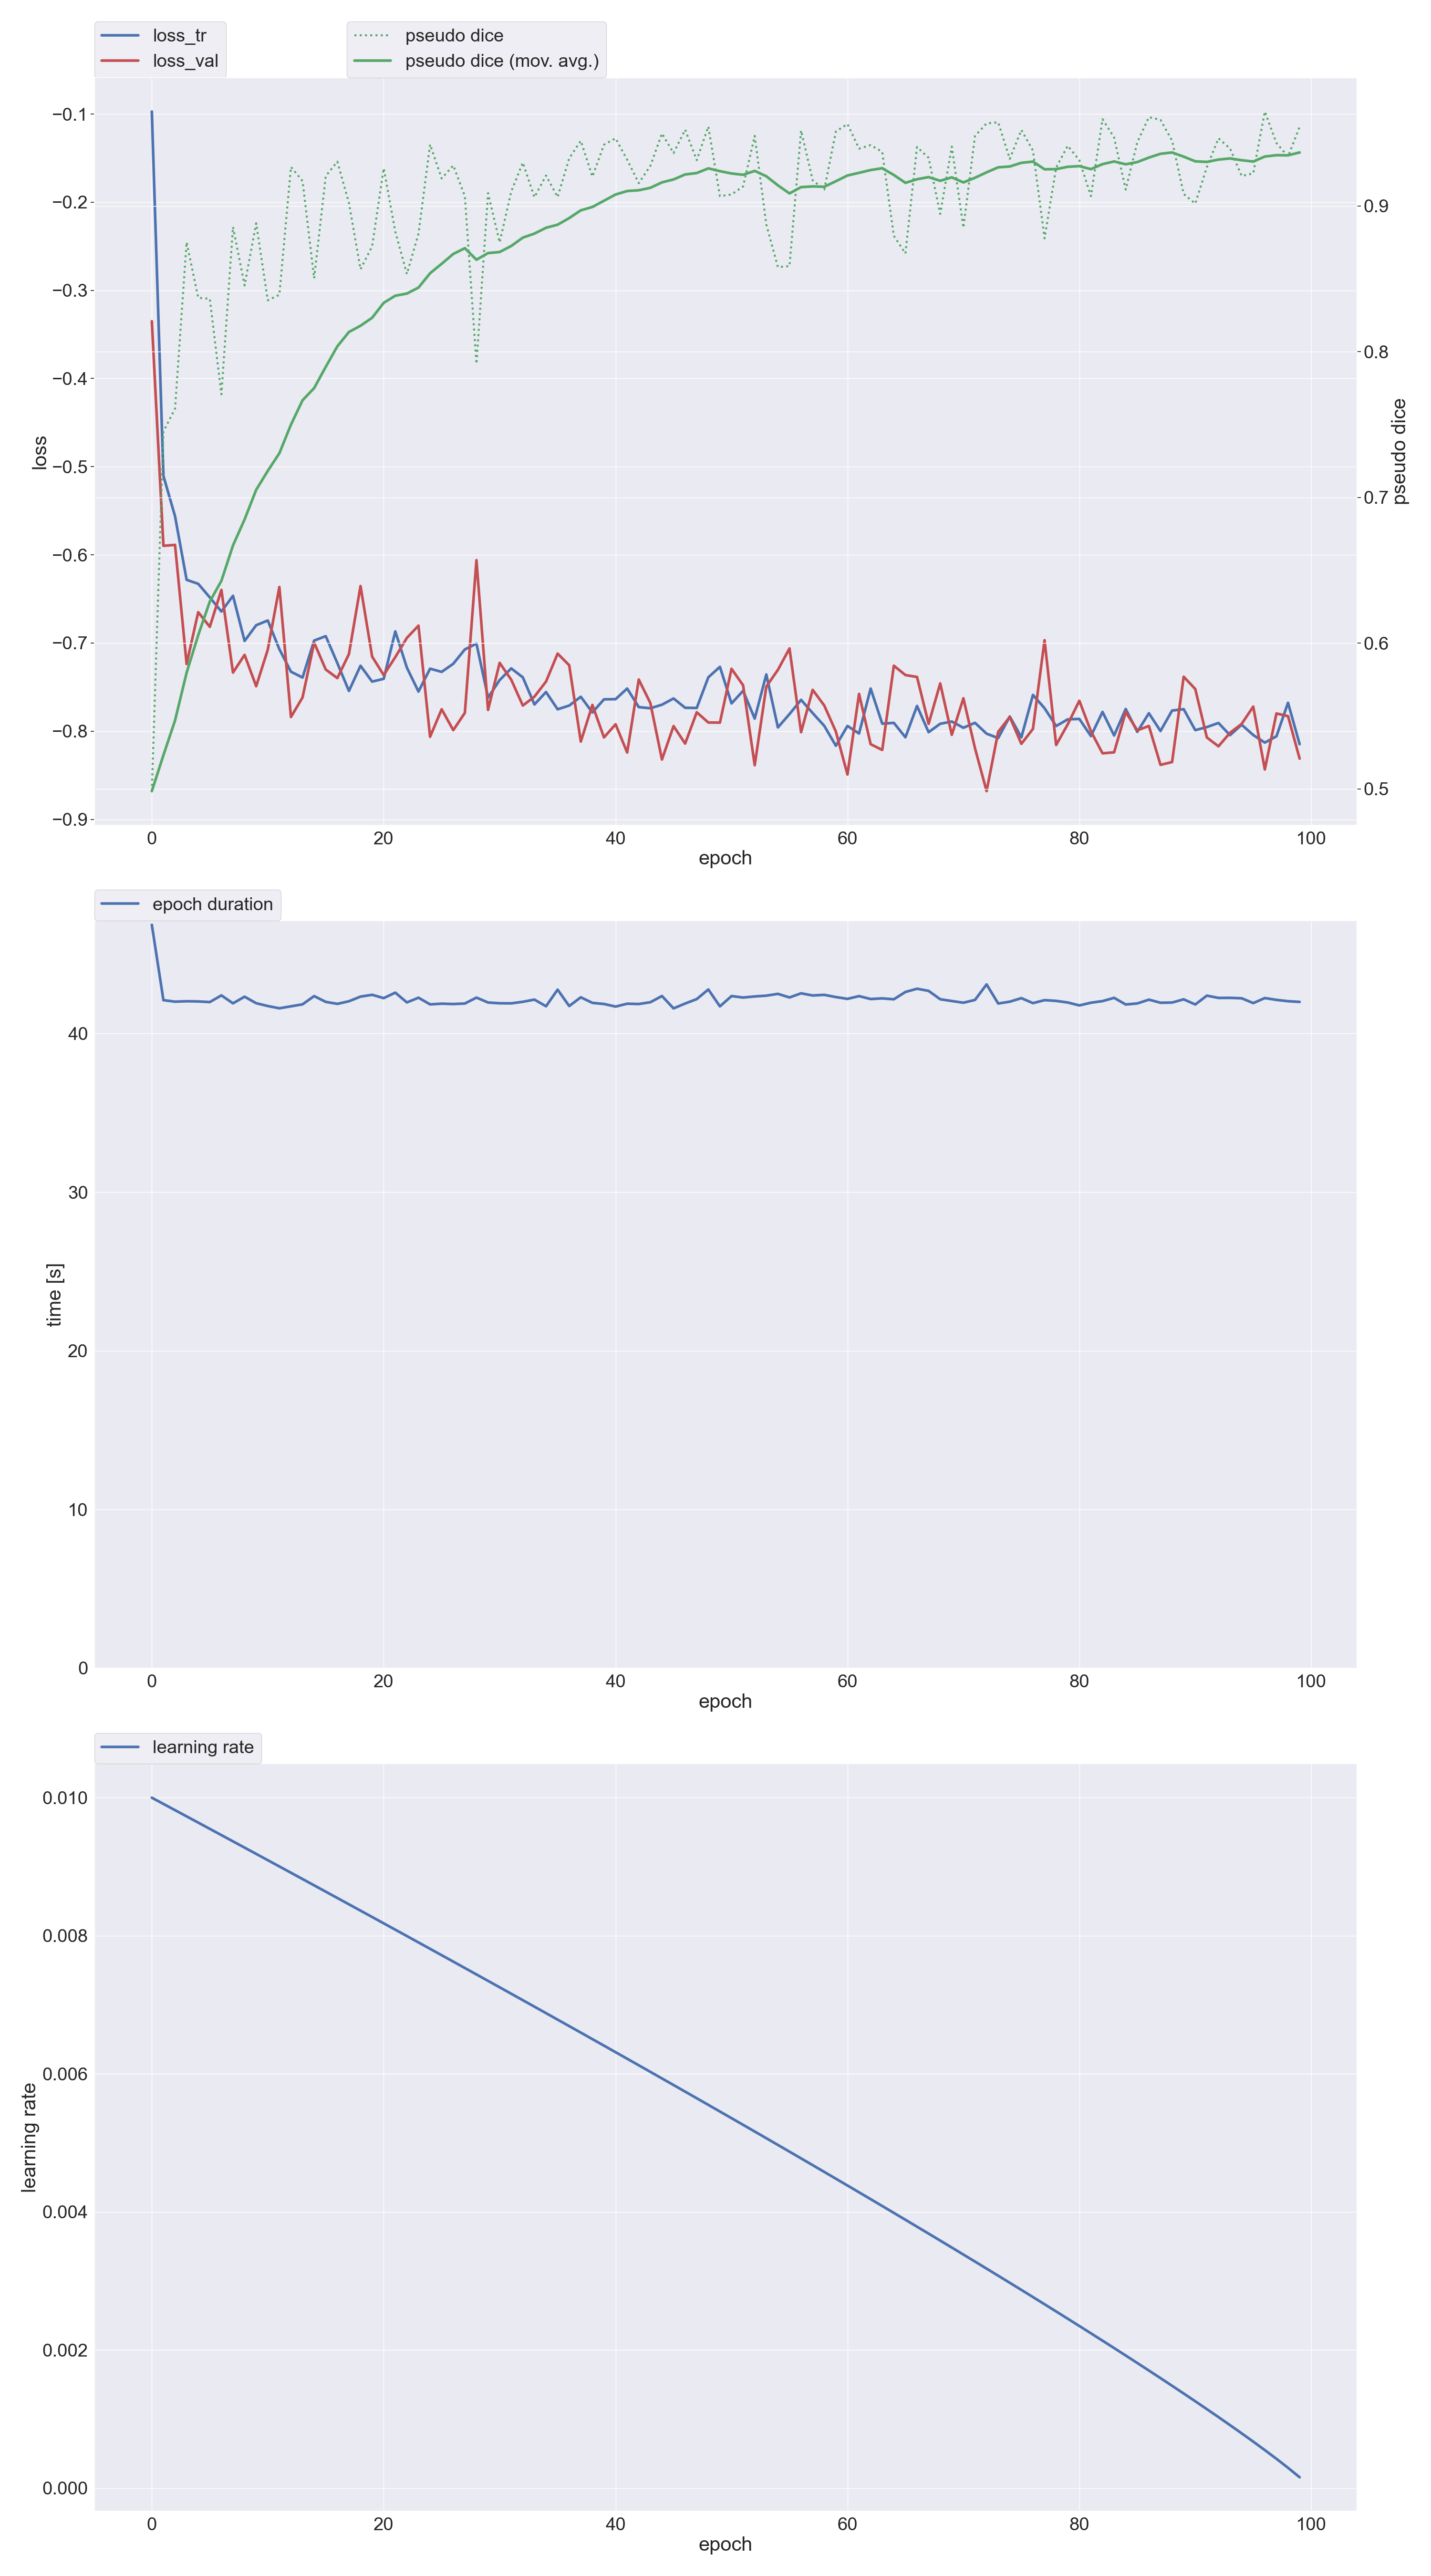 loss_tr
loss_val
pseudo dice
pseudo dice (mov. avg.)
−0.1
−0.2
−0.3
−0.4
−0.5
−0.6
−0.7
−0.8
−0.9
loss
0.9
0.8
0.7
0.6
0.5
pseudo dice
0 20 40 60 80 100
epoch
epoch duration
40
30
20
10
0
time [s]
0 20 40 60 80 100
epoch
learning rate
0.010
0.008
0.006
0.004
0.002
0.000
learning rate
0 20 40 60 80 100
epoch